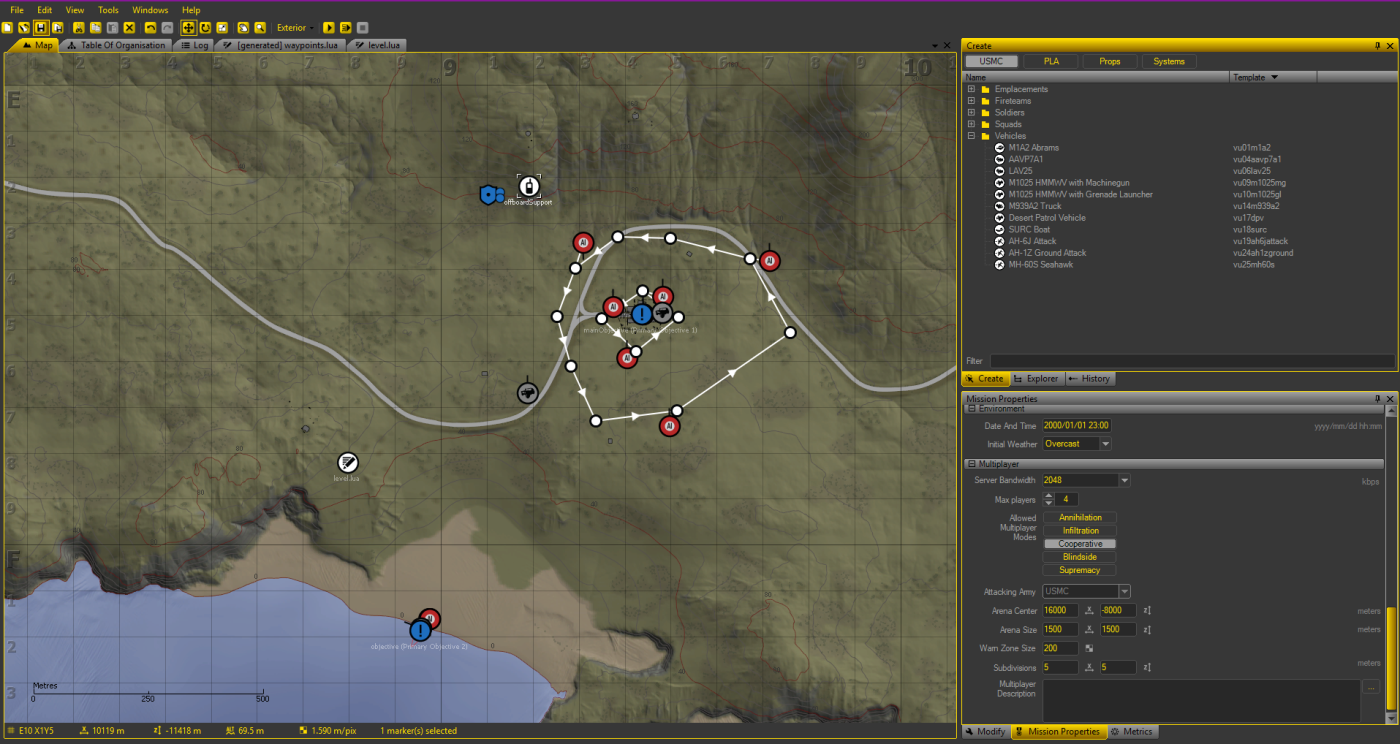 File Edit View Tools Windows Help
Exterior
Map Table Of Organisation Log [generated] waypoints.lua level.lua
9 10
E
F
offboardSupport
mainObjective (Primary Objective 1)
level.lua
objective (Primary Objective 2)
Metres
0 250 500
E10 X1Y5 10119 m -11418 m 69.5 m 1.590 m/pix 1 marker(s) selected
Create
USMC PLA Props Systems
Name Template
Emplacements
Fireteams
Soldiers
Squads
Vehicles
M1A2 Abrams vu01m1a2
AAVP7A1 vu04aavp7a1
LAV25 vu06lav25
M1025 HMMWV with Machinegun vu09m1025mg
M1025 HMMWV with Grenade Launcher vu10m1025gl
M939A2 Truck vu14m939a2
Desert Patrol Vehicle vu17dpv
SURC Boat vu18surc
AH-6J Attack vu19ah6jattack
AH-1Z Ground Attack vu24ah1zground
MH-60S Seahawk vu25mh60s
Filter
Create Explorer History
Mission Properties
Environment
Date And Time 2000/01/01 23:00 yyyy/mm/dd hh:mm
Initial Weather Overcast
Multiplayer
Server Bandwidth 2048 kbps
Max players 4
Allowed Multiplayer Modes
Annihilation
Infiltration
Cooperative
Blindside
Supremacy
Attacking Army USMC
Arena Center 16000 -8000 meters
Arena Size 1500 1500 meters
Warn Zone Size 200
Subdivisions 5 5 meters
Multiplayer Description
...
Modify Mission Properties Metrics